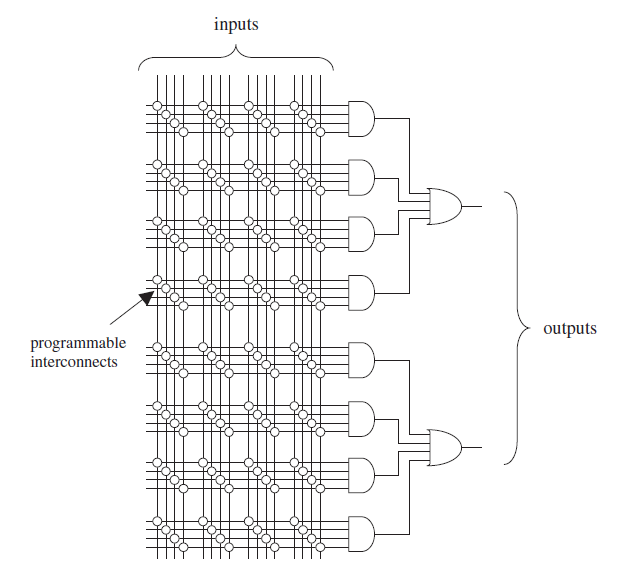 inputs
outputs
programmable
interconnects